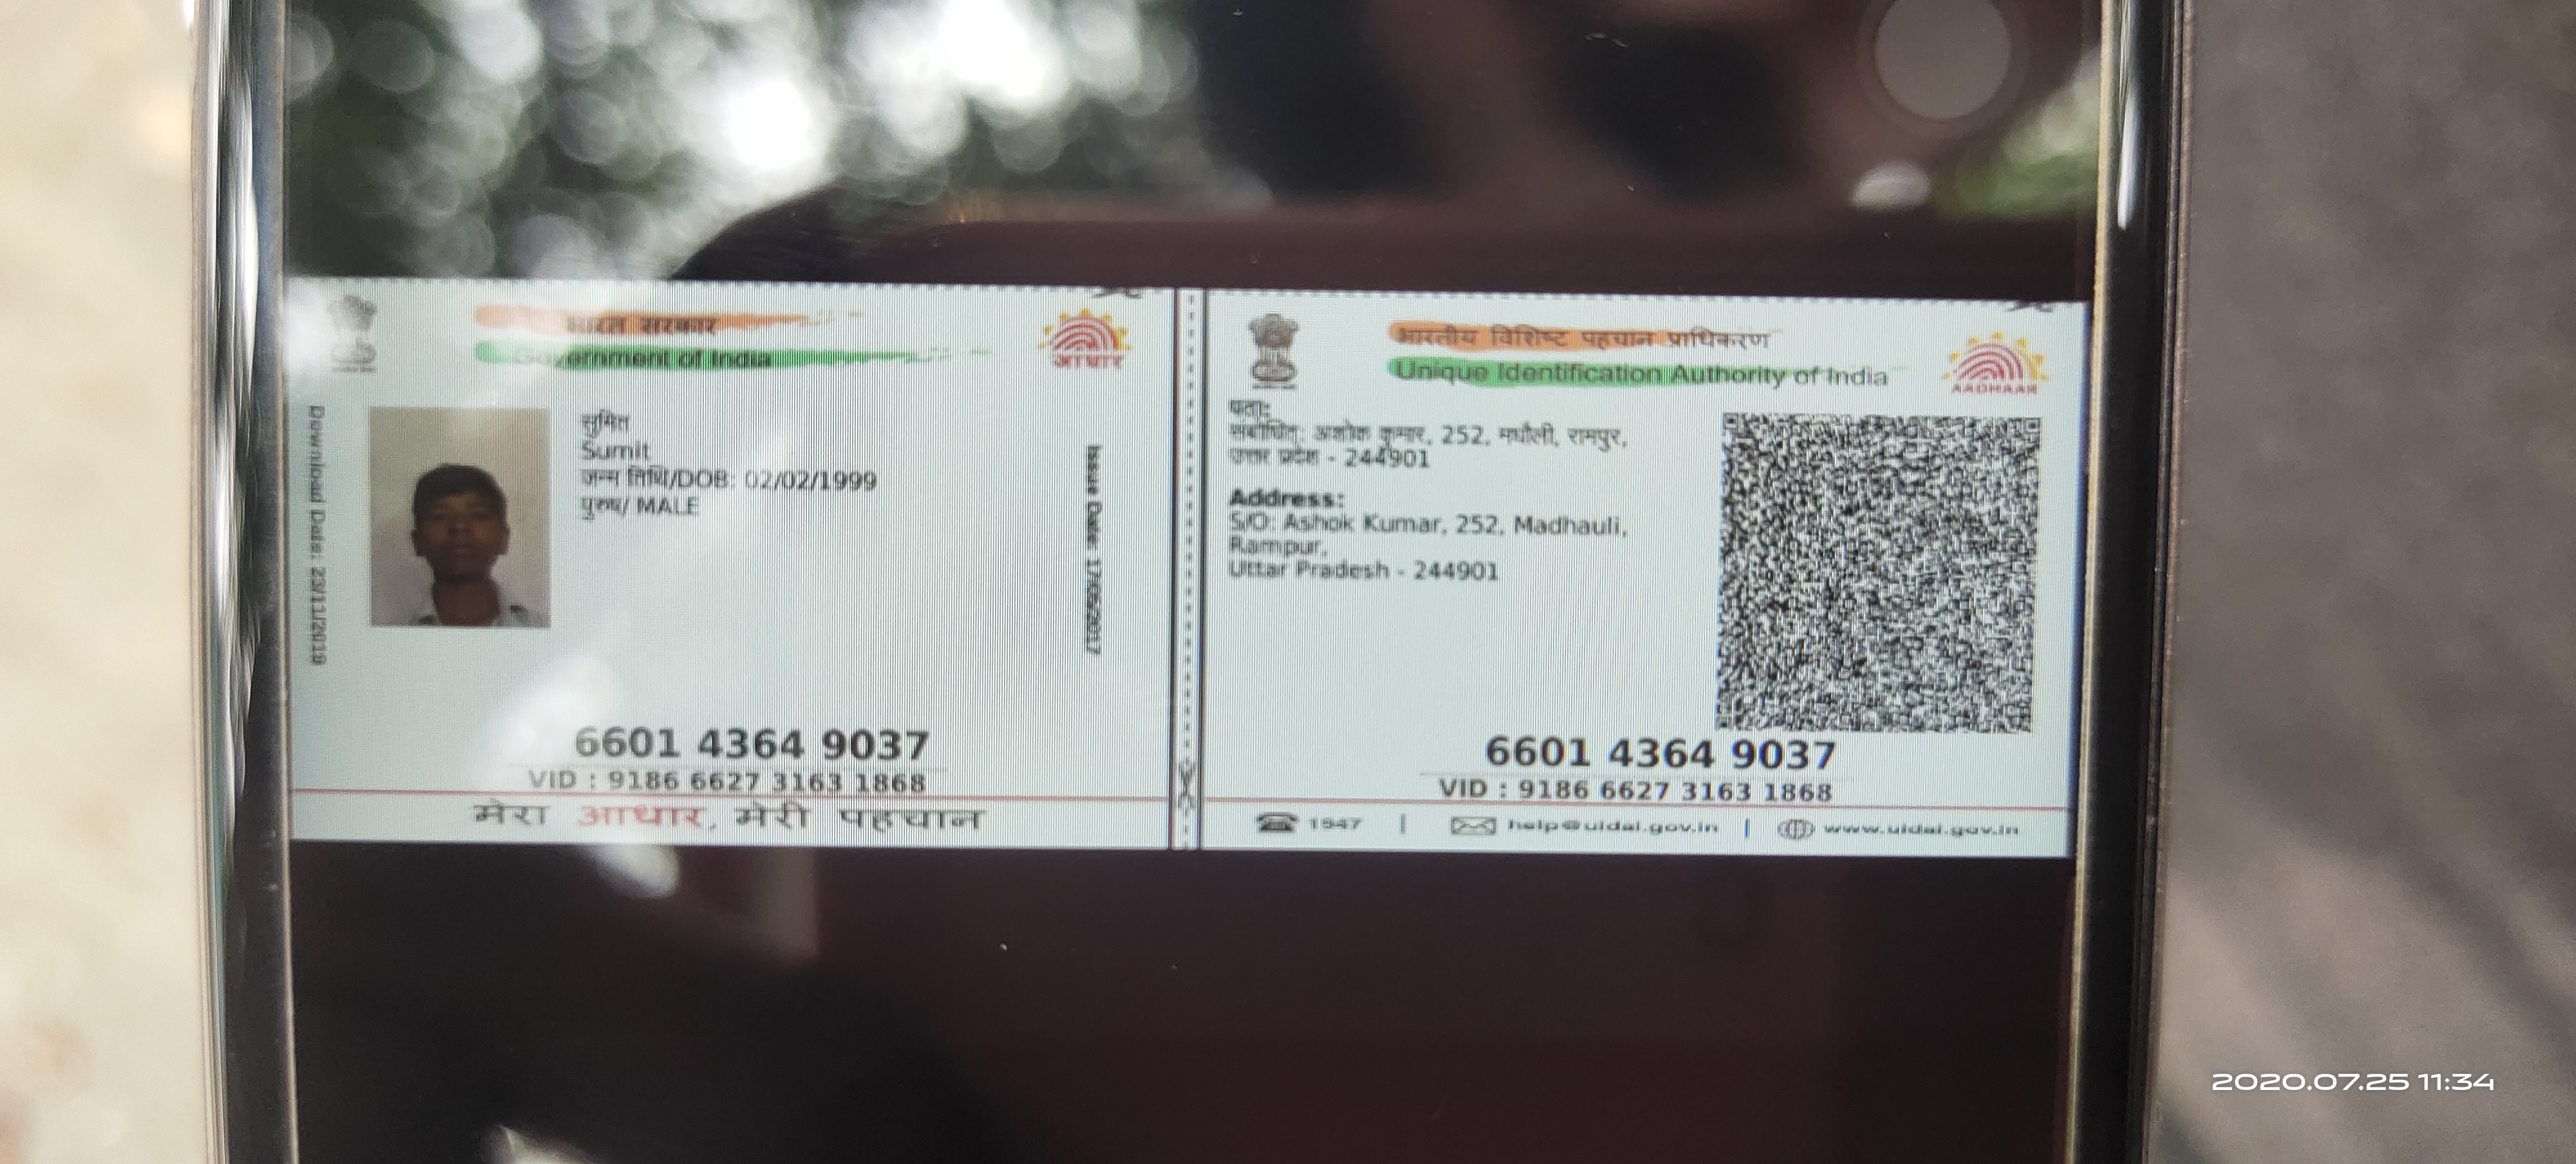 भारत सरकार
Government of India
आधार
Download Date: 23/11/2019
सुमित
Sumit
जन्म तिथि/DOB: 02/02/1999
पुरुष/ MALE
Issue Date: 17/06/2017
6601 4364 9037
VID : 9186 6627 3163 1868
मेरा आधार, मेरी पहचान
भारतीय विशिष्ट पहचान प्राधिकरण
Unique Identification Authority of India
AADHAAR
पता:
संबोधित: अशोक कुमार, 252, मधौली, रामपुर,
उत्तर प्रदेश - 244901
Address:
S/O: Ashok Kumar, 252, Madhauli,
Rampur,
Uttar Pradesh - 244901
6601 4364 9037
VID : 9186 6627 3163 1868
1947 | help@uidai.gov.in | www.uidai.gov.in
2020.07.25 11:34